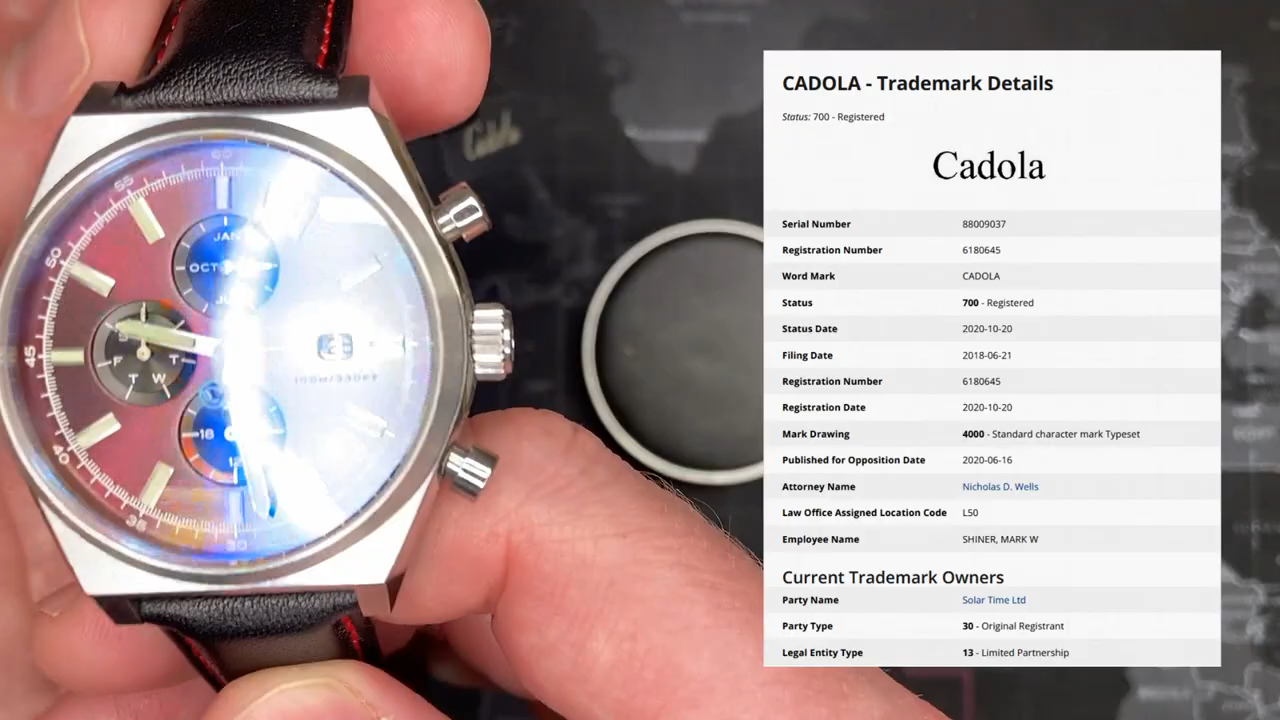 60
55
50
45
40
35
30
JAN
OCT
F
T
T
W
18
12
3
100M/330FT
CADOLA - Trademark Details
Status: 700 - Registered
Cadola
Serial Number 88009037
Registration Number 6180645
Word Mark CADOLA
Status 700 - Registered
Status Date 2020-10-20
Filing Date 2018-06-21
Registration Number 6180645
Registration Date 2020-10-20
Mark Drawing 4000 - Standard character mark Typeset
Published for Opposition Date 2020-06-16
Attorney Name Nicholas D. Wells
Law Office Assigned Location Code L50
Employee Name SHINER, MARK W
Current Trademark Owners
Party Name Solar Time Ltd
Party Type 30 - Original Registrant
Legal Entity Type 13 - Limited Partnership